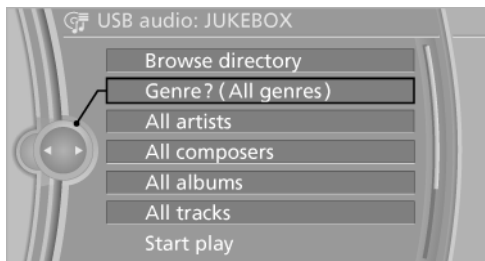 USB audio: JUKEBOX
Browse directory
Genre? (All genres)
All artists
All composers
All albums
All tracks
Start play